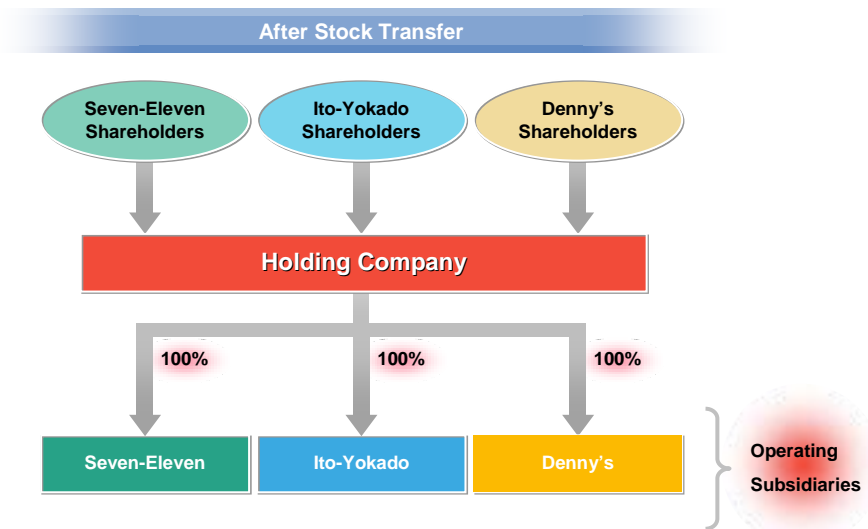 After Stock Transfer
Seven-Eleven
Shareholders
Ito-Yokado
Shareholders
Denny's
Shareholders
Holding Company
100%
100%
100%
Seven-Eleven
Ito-Yokado
Denny's
Operating
Subsidiaries